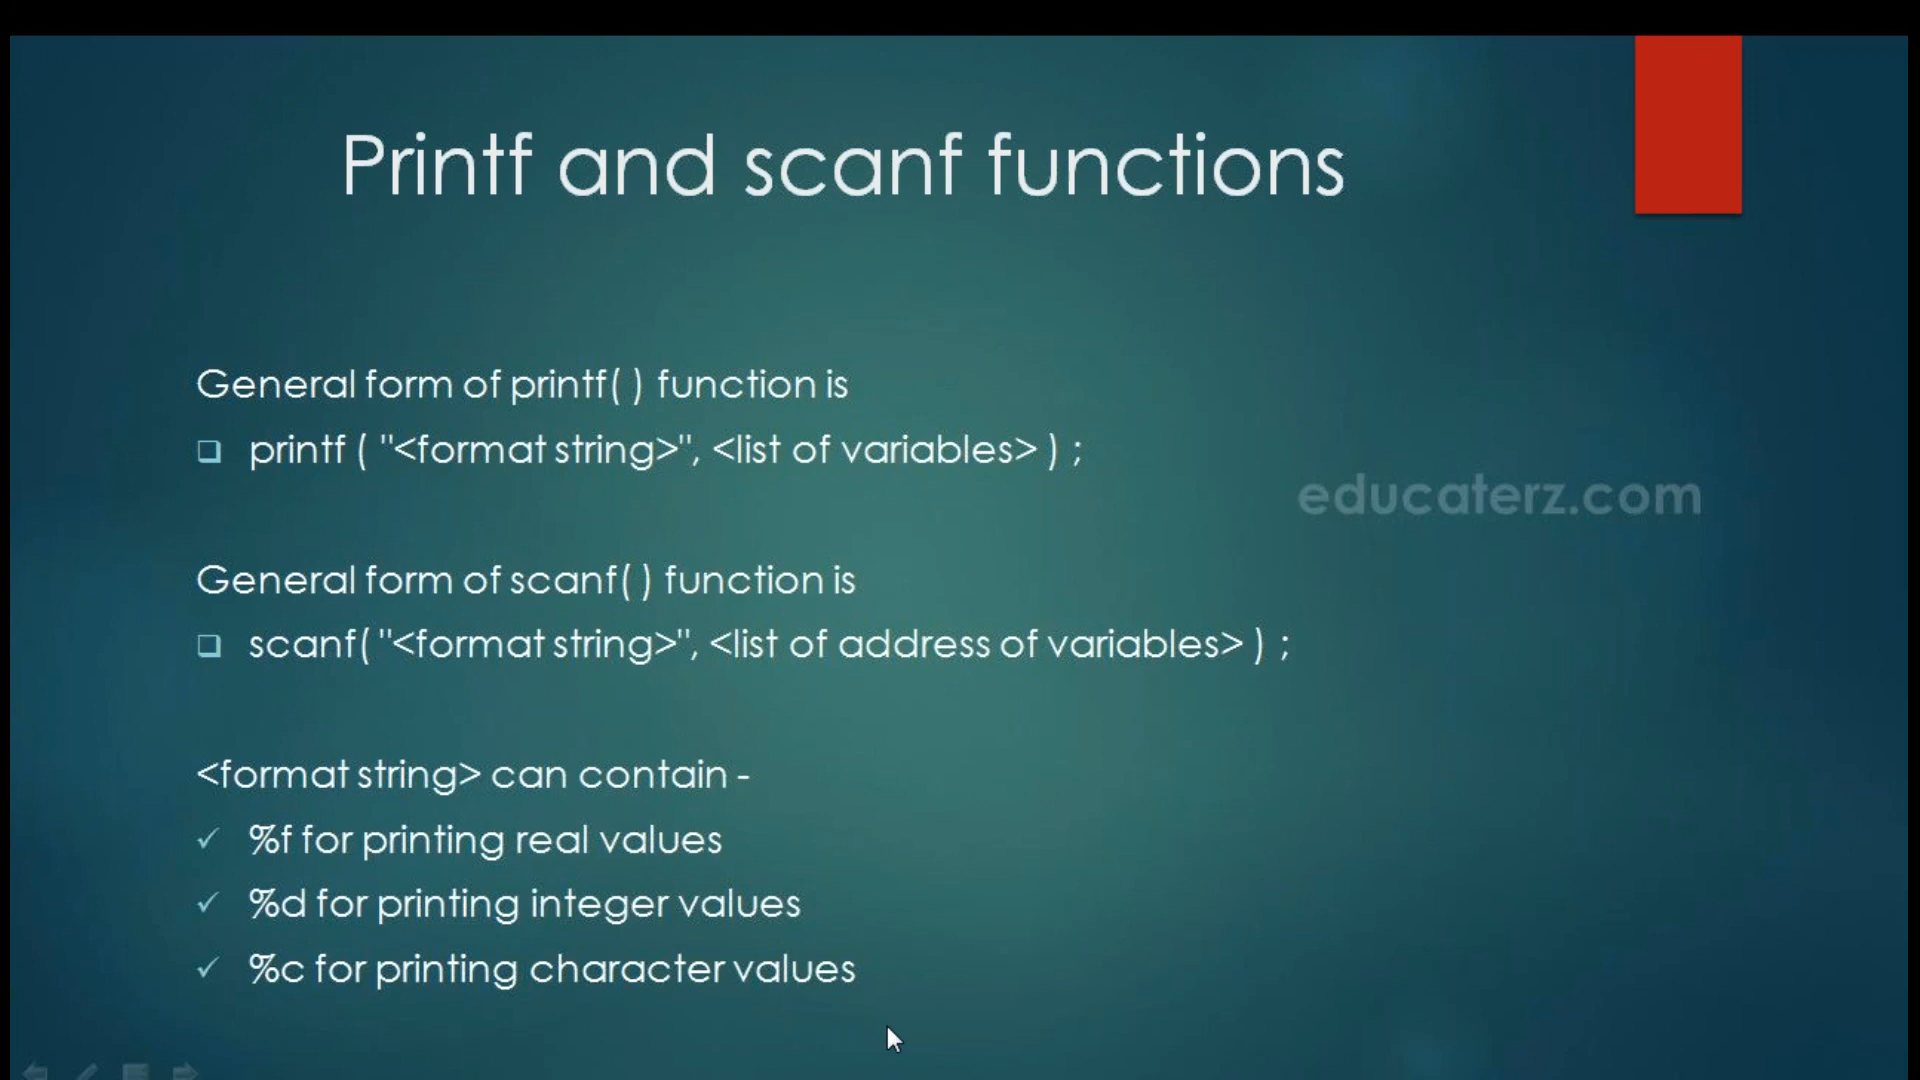 Printf and scanf functions
General form of printf( ) function is
printf ( "<format string>", <list of variables> ) ;
educaterz.com
General form of scanf( ) function is
scanf( "<format string>", <list of address of variables> ) ;
<format string> can contain -
%f for printing real values
%d for printing integer values
%c for printing character values